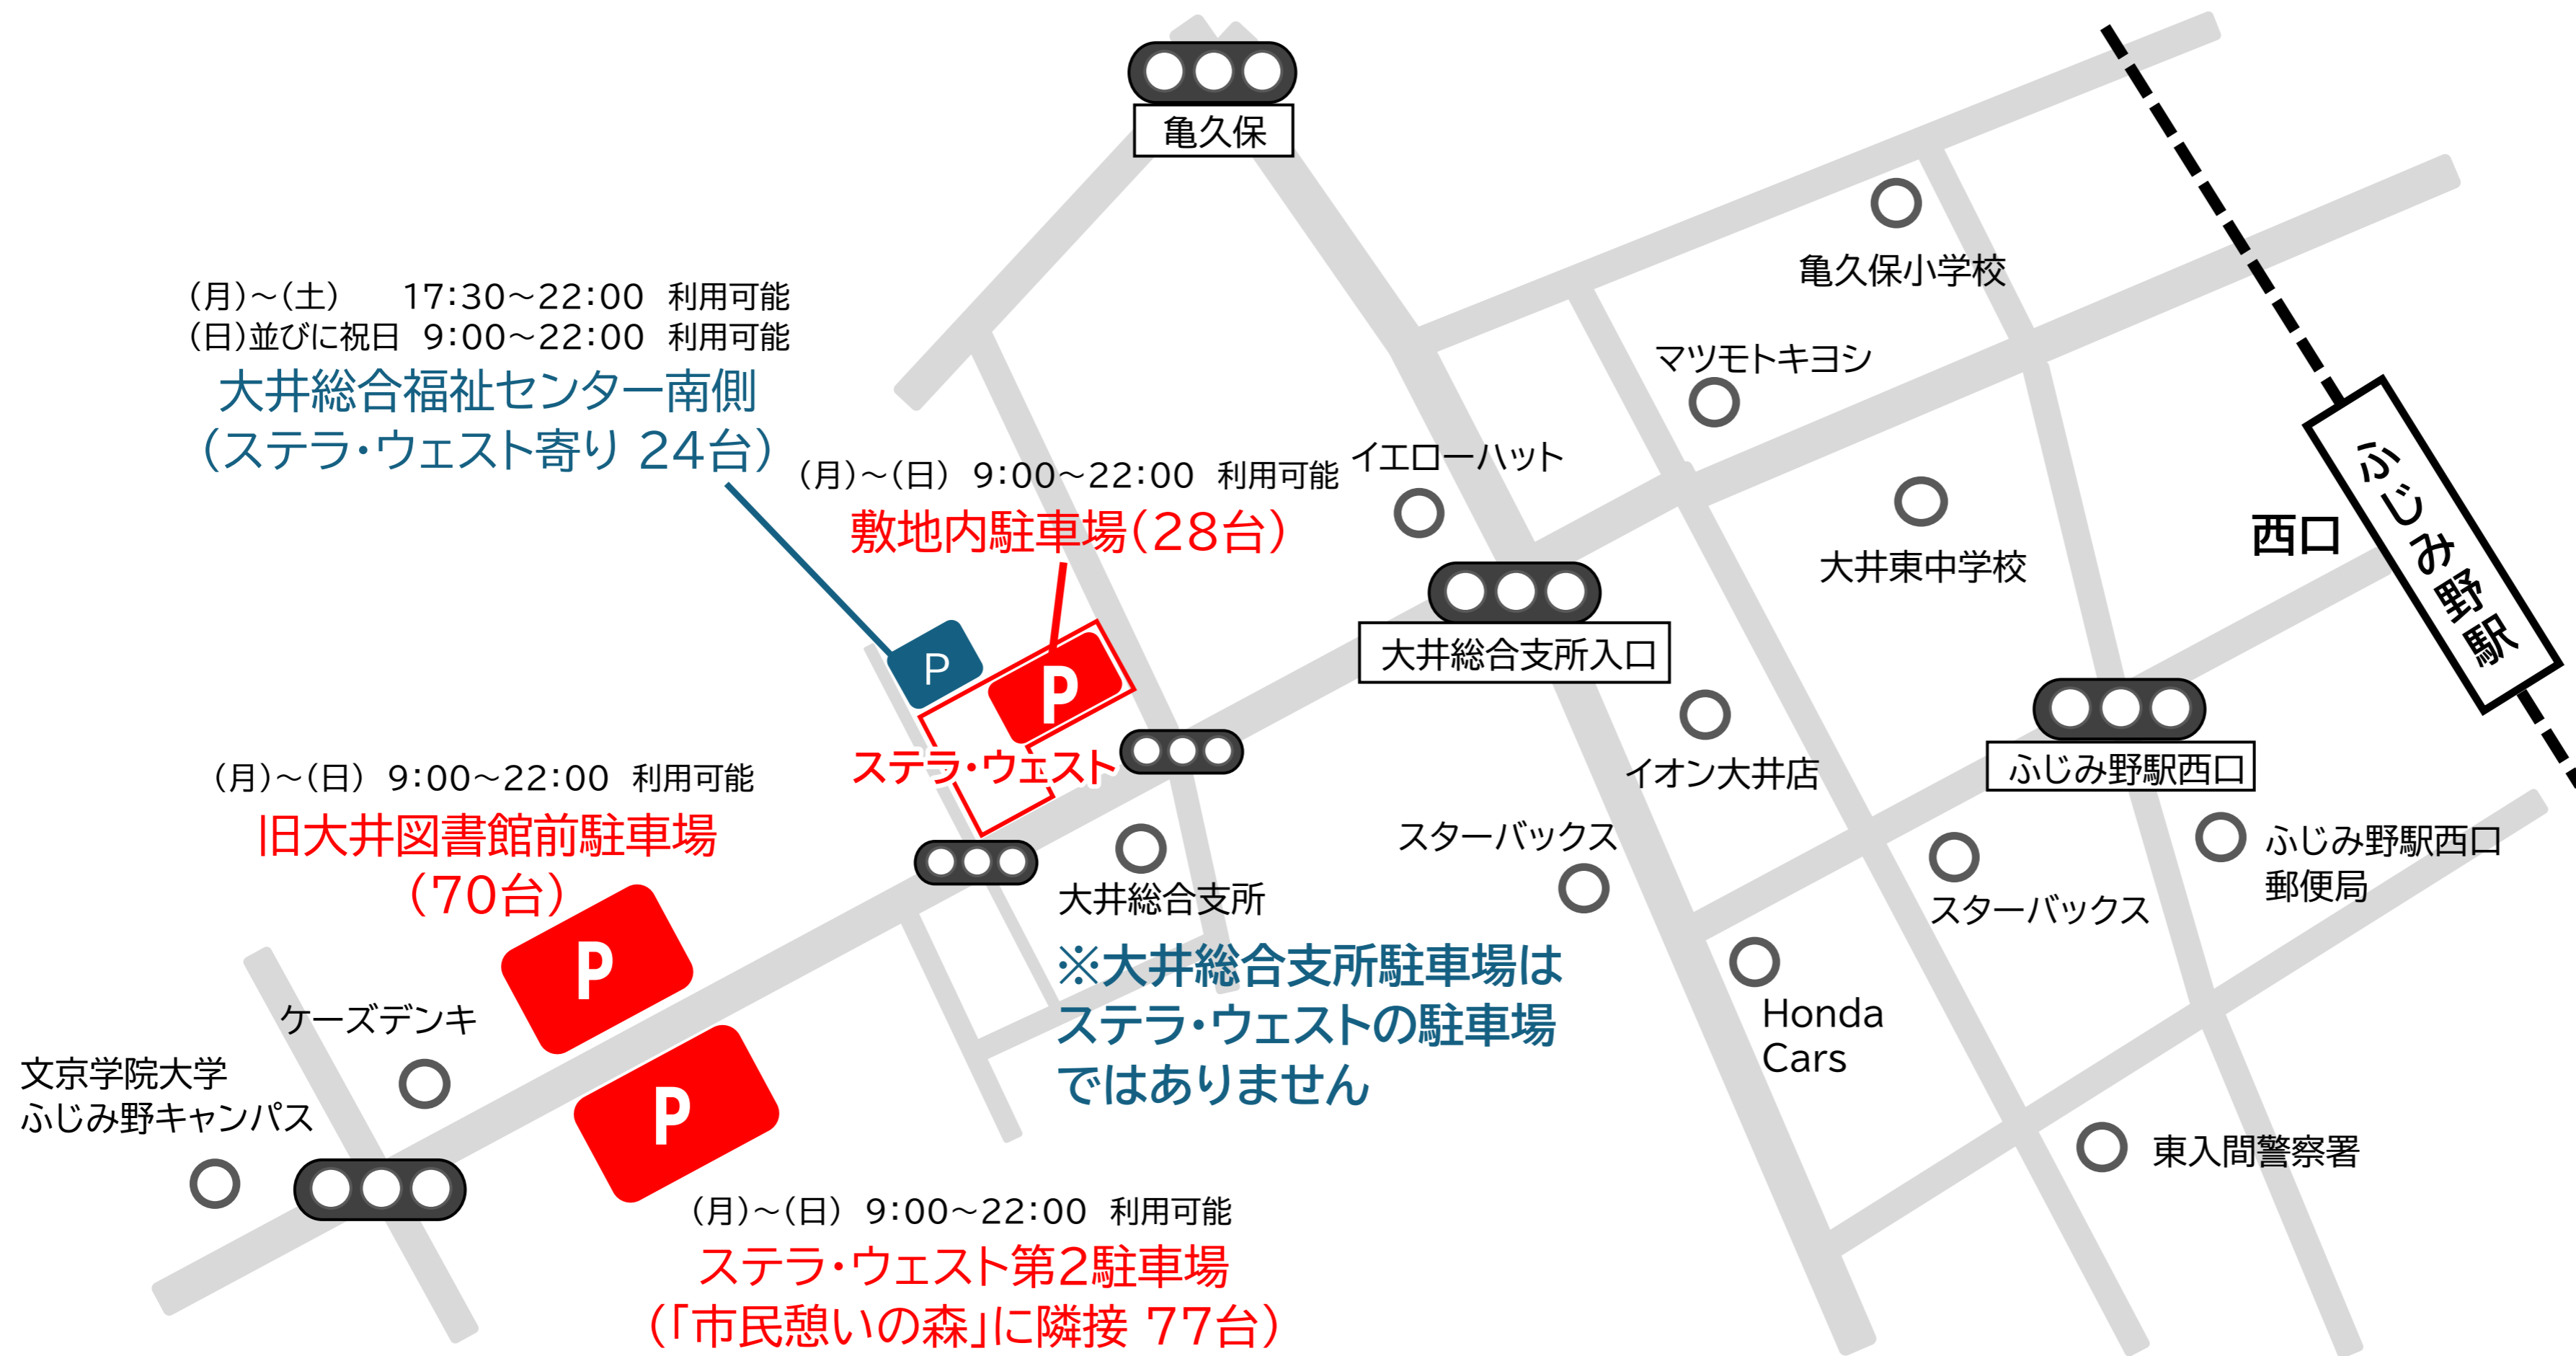 亀久保
亀久保小学校
(月)～(土)　17:30～22:00 利用可能
(日)並びに祝日 9:00～22:00 利用可能
大井総合福祉センター南側
(ステラ・ウェスト寄り 24台)
(月)～(日) 9:00～22:00 利用可能
敷地内駐車場(28台)
マツモトキヨシ
イエローハット
西口
ふじみ野駅
大井東中学校
大井総合支所入口
P
P
ステラ・ウェスト
イオン大井店
ふじみ野駅西口
(月)～(日) 9:00～22:00 利用可能
旧大井図書館前駐車場
(70台)
P
スターバックス
大井総合支所
スターバックス
ふじみ野駅西口
郵便局
※大井総合支所駐車場は
ステラ・ウェストの駐車場
ではありません
Honda
Cars
ケーズデンキ
文京学院大学
ふじみ野キャンパス
P
東入間警察署
(月)～(日) 9:00～22:00 利用可能
ステラ・ウェスト第2駐車場
(「市民憩いの森」に隣接 77台)